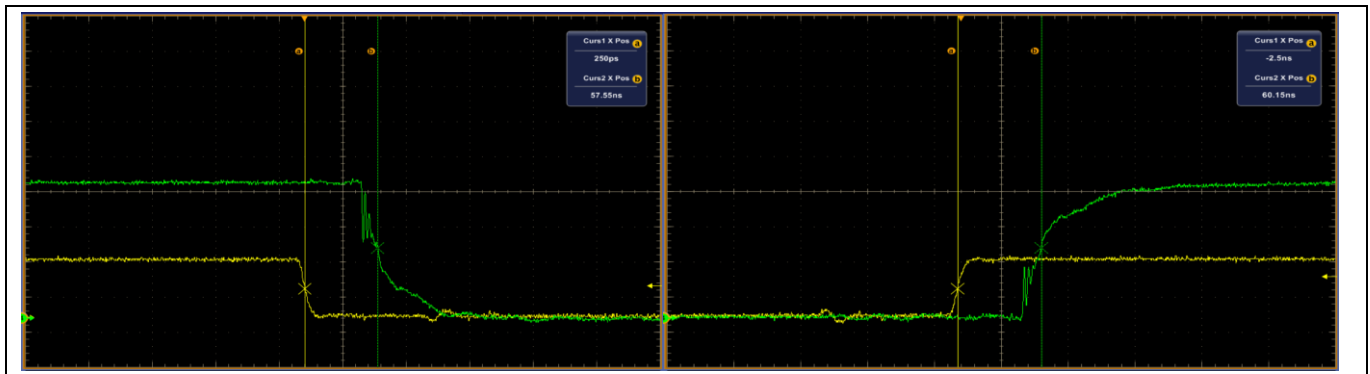 Curs1 X Pos a
250ps
Curs2 X Pos b
57.55ns
a
b
Curs1 X Pos a
-2.5ns
Curs2 X Pos b
60.15ns
a
b